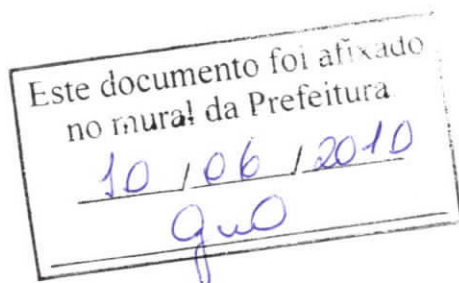 Este documento foi afixado
no mural da Prefeitura
10 / 06 / 2010